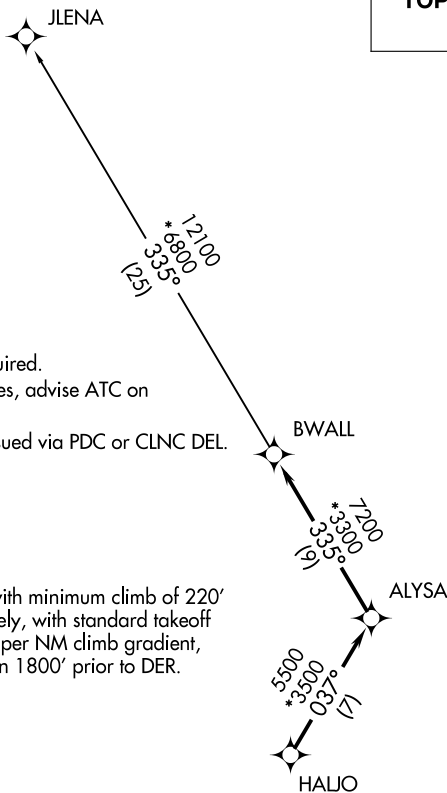 TOP
JLENA
12100
*6800
335°
(25)
uired.
es, advise ATC on
sued via PDC or CLNC DEL.
BWALL
7200
*3300
335°
(9)
with minimum climb of 220'
ely, with standard takeoff
per NM climb gradient,
n 1800' prior to DER.
ALYSA
5500
*3500
037°
(7)
HALJO